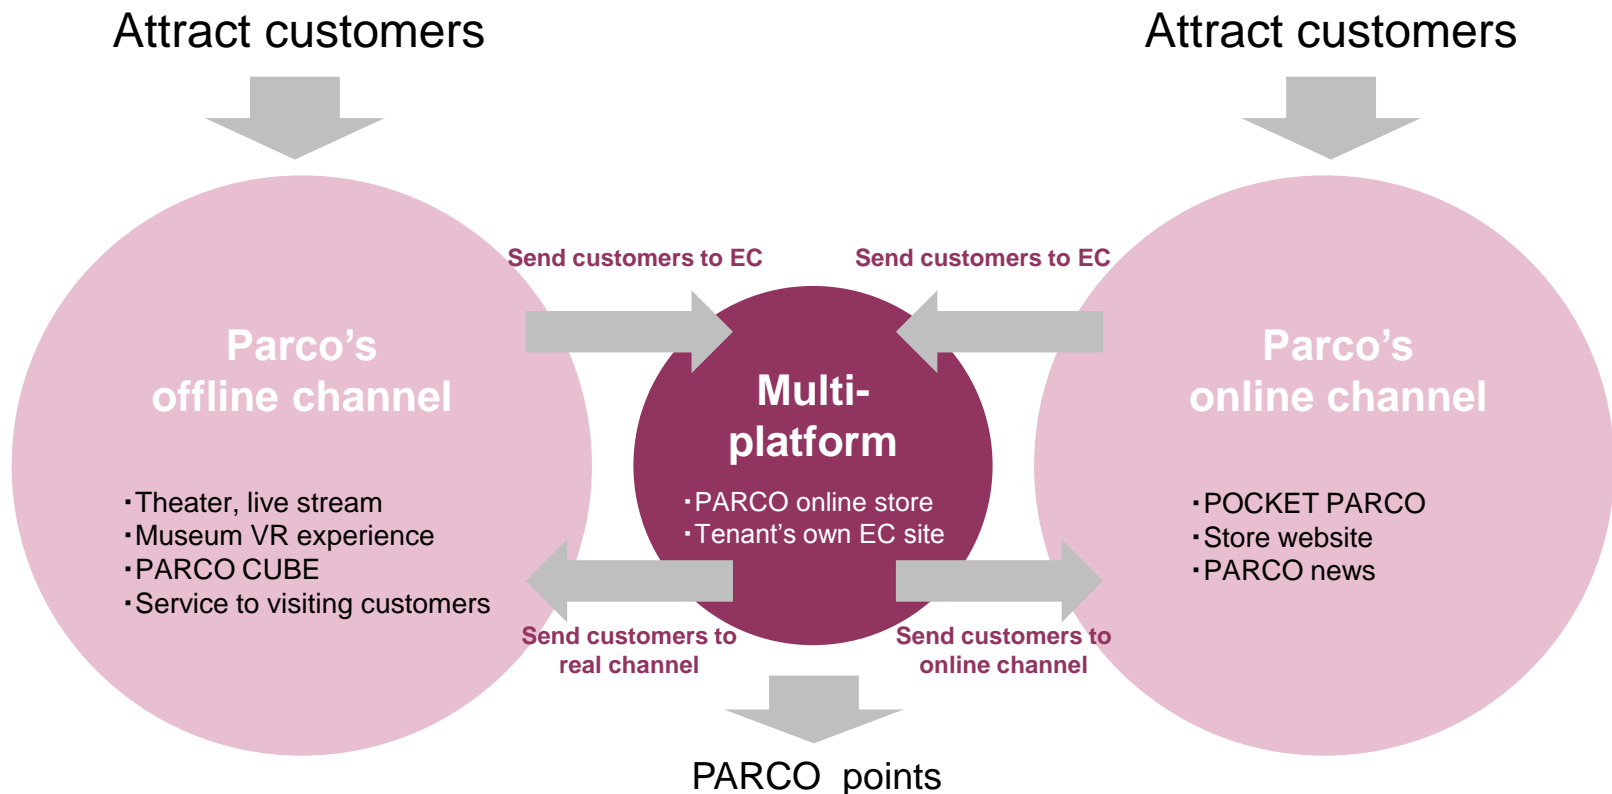 Attract customers
Attract customers
Send customers to EC
Send customers to EC
Parco’s
offline channel
・Theater, live stream
・Museum VR experience
・PARCO CUBE
・Service to visiting customers
Multi-
platform
・PARCO online store
・Tenant’s own EC site
Parco’s
online channel
・POCKET PARCO
・Store website
・PARCO news
Send customers to
real channel
Send customers to
online channel
PARCO points